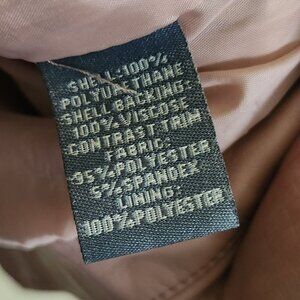 SHELL:100%
POLYURETHANE
SHELL BACKING:
100%VISCOSE
CONTRAST TRIM
FABRIC:
95%POLYESTER
5%SPANDEX
LINING:
100%POLYESTER